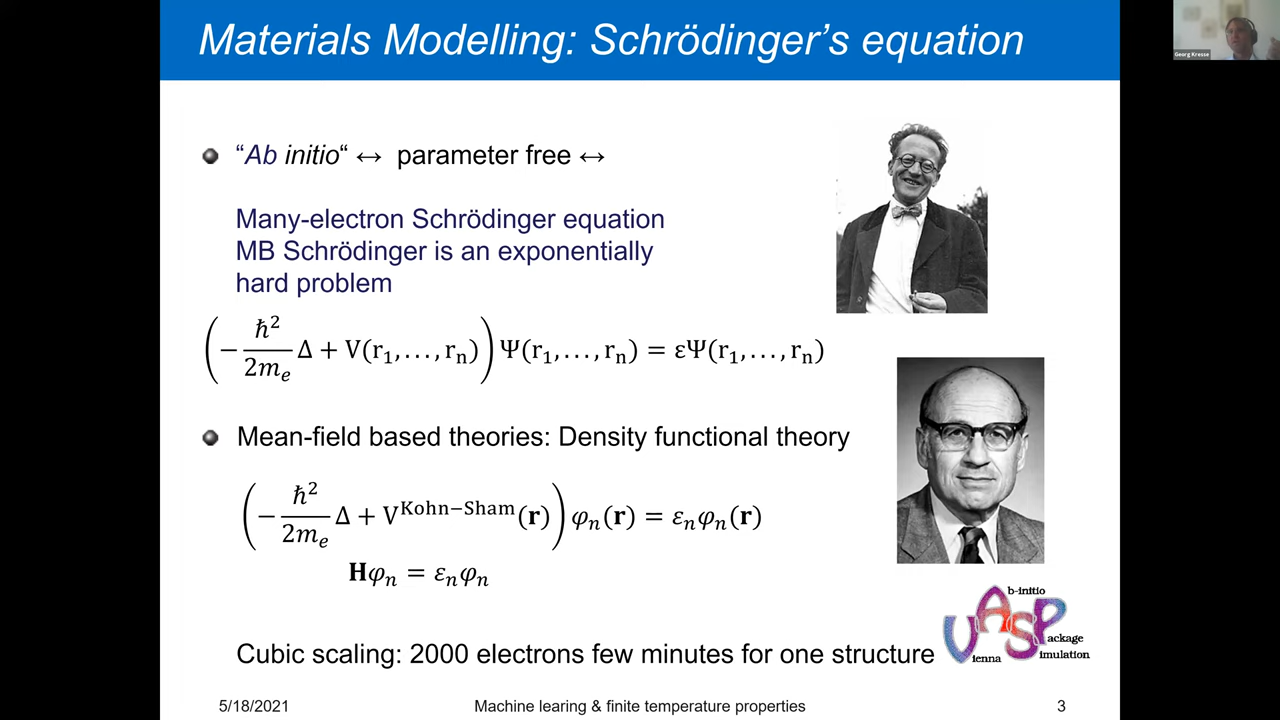 Materials Modelling: Schrödinger’s equation
Georg Kresse
“Ab initio“ ↔ parameter free ↔
Many-electron Schrödinger equation
MB Schrödinger is an exponentially
hard problem
(−ℏ²/2mₑ Δ + V(r₁,...,rₙ)) Ψ(r₁,...,rₙ) = εΨ(r₁,...,rₙ)
Mean-field based theories: Density functional theory
(−ℏ²/2mₑ Δ + V^Kohn−Sham(𝐫)) φₙ(𝐫) = εₙφₙ(𝐫)
𝐇φₙ = εₙφₙ
Cubic scaling: 2000 electrons few minutes for one structure
VASP
b-initio
ackage
ienna
imulation
5/18/2021
Machine learing & finite temperature properties
3